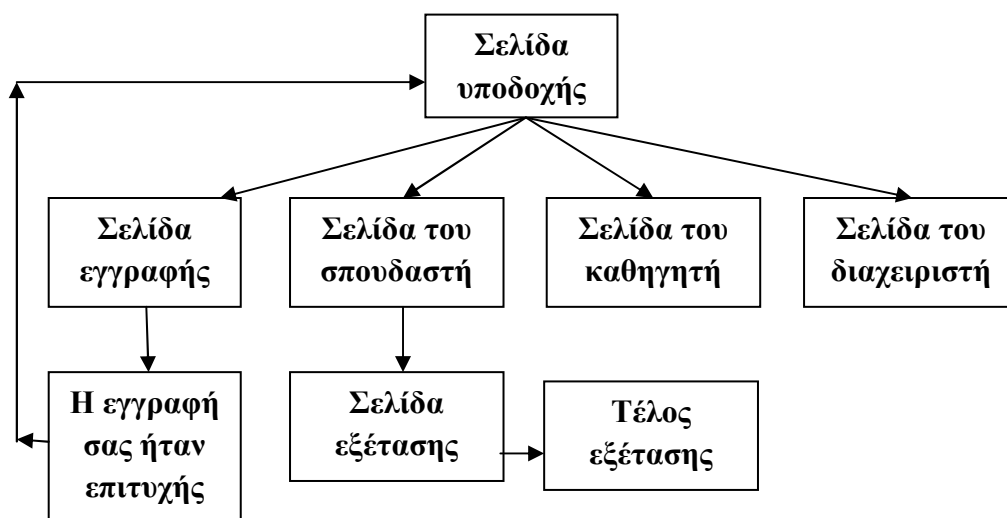 Σελίδα
υποδοχής
Σελίδα
εγγραφής
Σελίδα του
σπουδαστή
Σελίδα του
καθηγητή
Σελίδα του
διαχειριστή
Η εγγραφή
σας ήταν
επιτυχής
Σελίδα
εξέτασης
Τέλος
εξέτασης